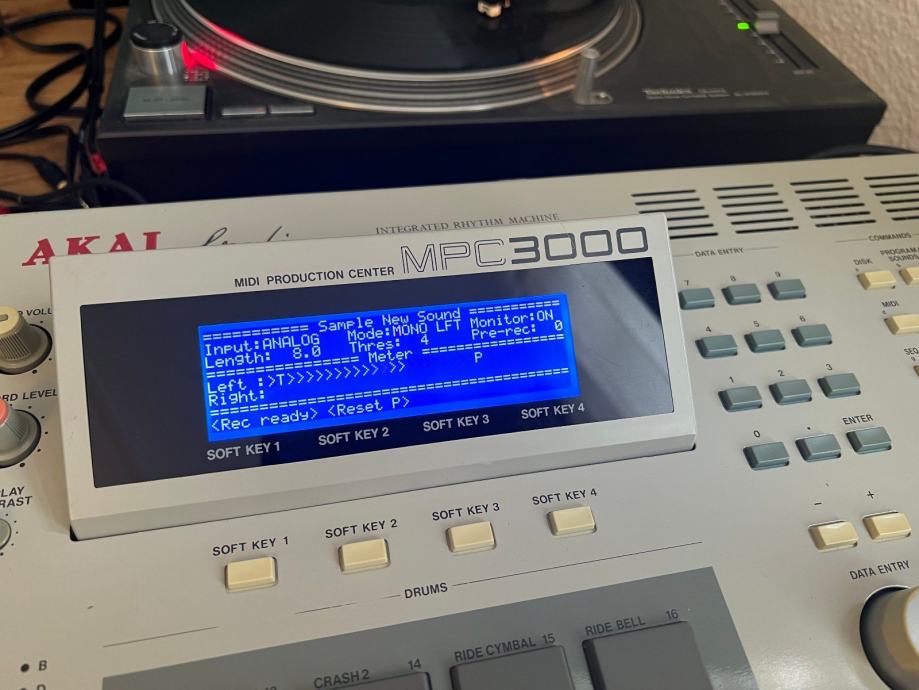 Technics
AKAI
INTEGRATED RHYTHM MACHINE
MIDI PRODUCTION CENTER MPC3000
========== Sample New Sound ==========
Input:ANALOG Mode:MONO LFT Monitor:ON
Length: 8.0 Thres: 4 Pre-rec: 0
Meter
P
Left :>T>>>>>>>>>>>>>
Right:
<Rec ready> <Reset P>
SOFT KEY 1 SOFT KEY 2 SOFT KEY 3 SOFT KEY 4
SOFT KEY 1 SOFT KEY 2 SOFT KEY 3 SOFT KEY 4
DRUMS
CRASH 2 14 RIDE CYMBAL 15 RIDE BELL 16
B
DATA ENTRY
7 8 9
4 5 6
1 2 3
0 . ENTER
- +
DATA ENTRY
COMMANDS
DISK
MIDI